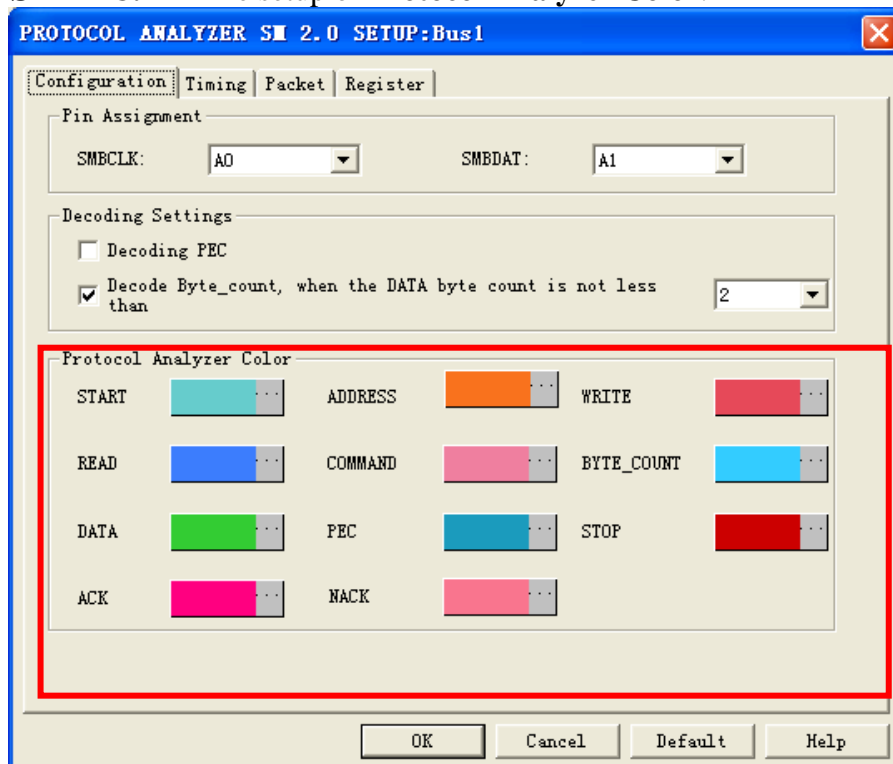 PROTOCOL ANALYZER SM 2.0 SETUP:Bus1
Configuration Timing Packet Register
Pin Assignment
SMBCLK: A0 SMBDAT: A1
Decoding Settings
Decoding PEC
Decode Byte_count, when the DATA byte count is not less than 2
Protocol Analyzer Color
START ... ADDRESS ... WRITE ...
READ ... COMMAND ... BYTE_COUNT ...
DATA ... PEC ... STOP ...
ACK ... NACK ...
OK Cancel Default Help